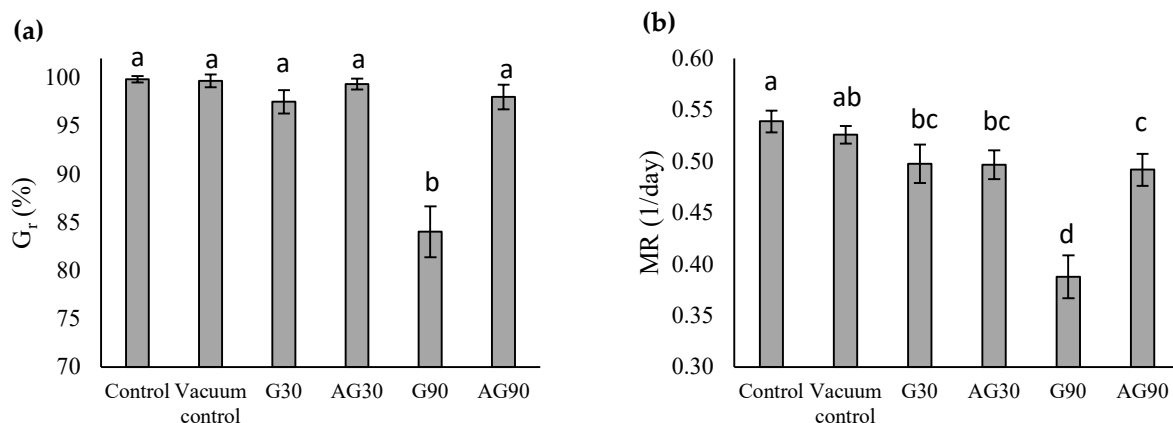 (a)
G_r (%)
100
95
90
85
80
75
70
a
a
a
a
b
a
Control
Vacuum
control
G30
AG30
G90
AG90
(b)
MR (1/day)
0.60
0.55
0.50
0.45
0.40
0.35
0.30
a
ab
bc
bc
d
c
Control
Vacuum
control
G30
AG30
G90
AG90